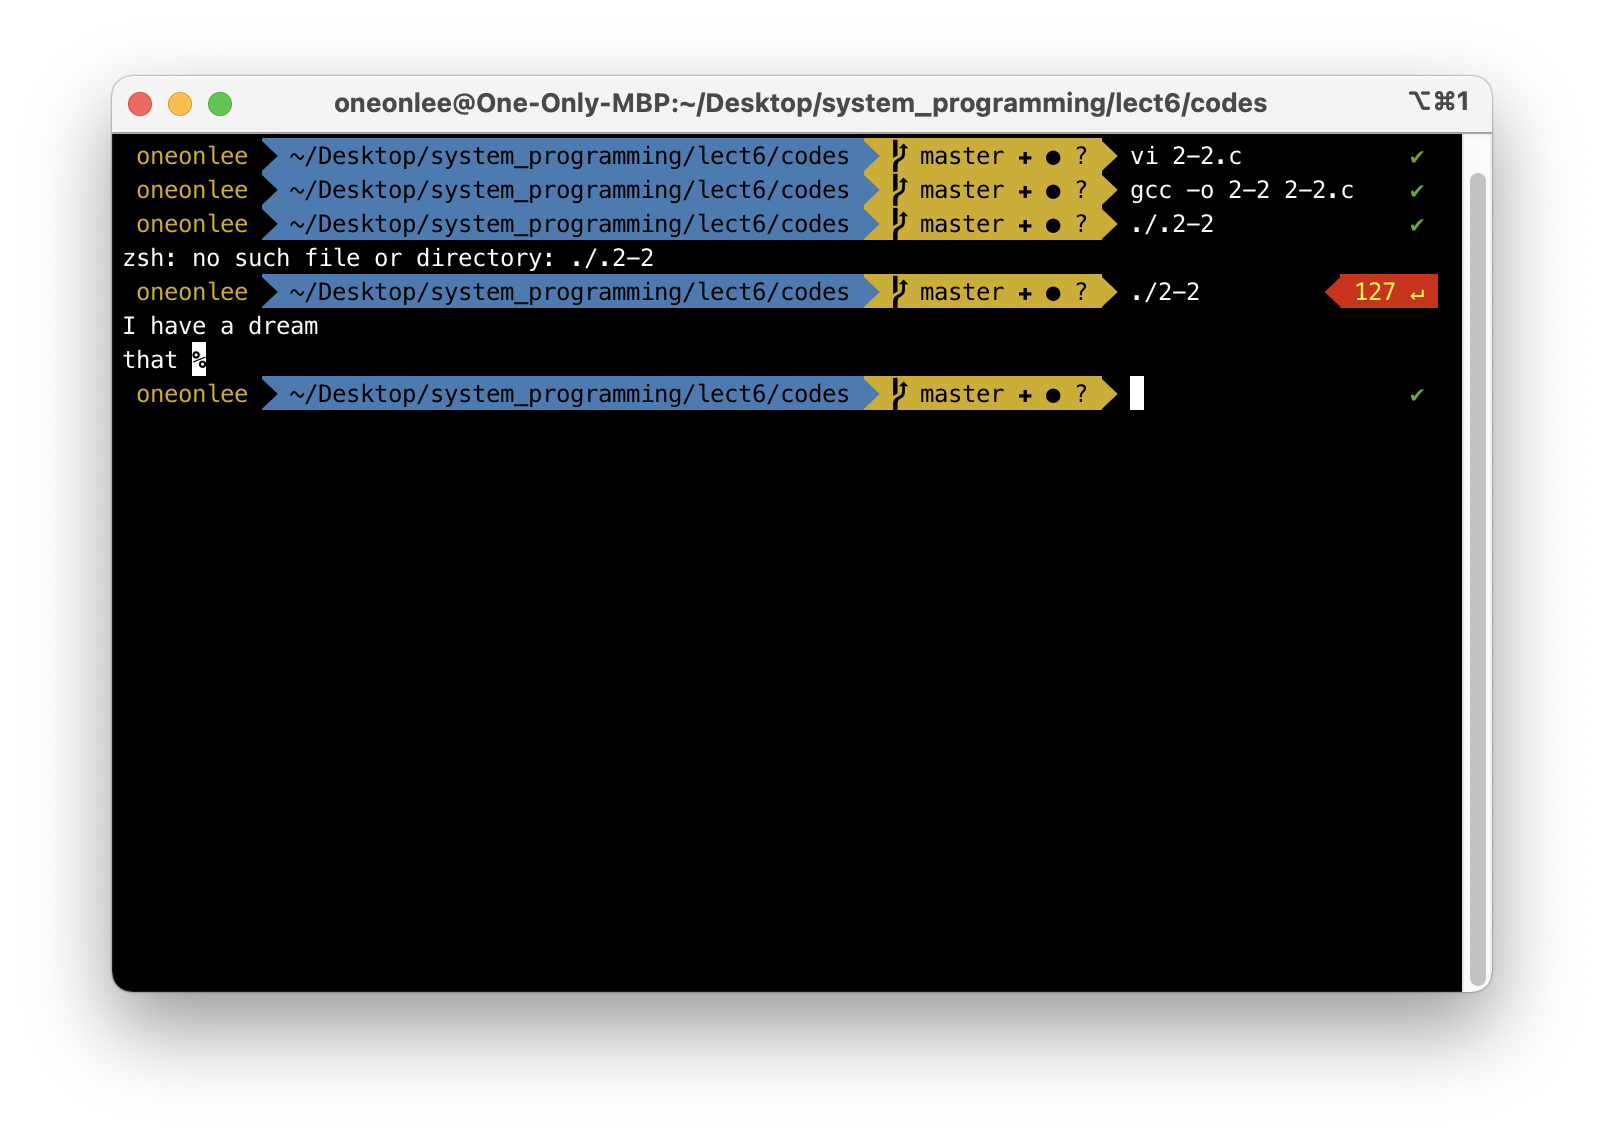 oneonlee@One-Only-MBP:~/Desktop/system_programming/lect6/codes ⌥⌘1
oneonlee ~/Desktop/system_programming/lect6/codes master ✚ ● ? vi 2-2.c ✔
oneonlee ~/Desktop/system_programming/lect6/codes master ✚ ● ? gcc -o 2-2 2-2.c ✔
oneonlee ~/Desktop/system_programming/lect6/codes master ✚ ● ? ./.2-2 ✔
zsh: no such file or directory: ./.2-2
oneonlee ~/Desktop/system_programming/lect6/codes master ✚ ● ? ./2-2 127 ↵
I have a dream
that %
oneonlee ~/Desktop/system_programming/lect6/codes master ✚ ● ? ✔